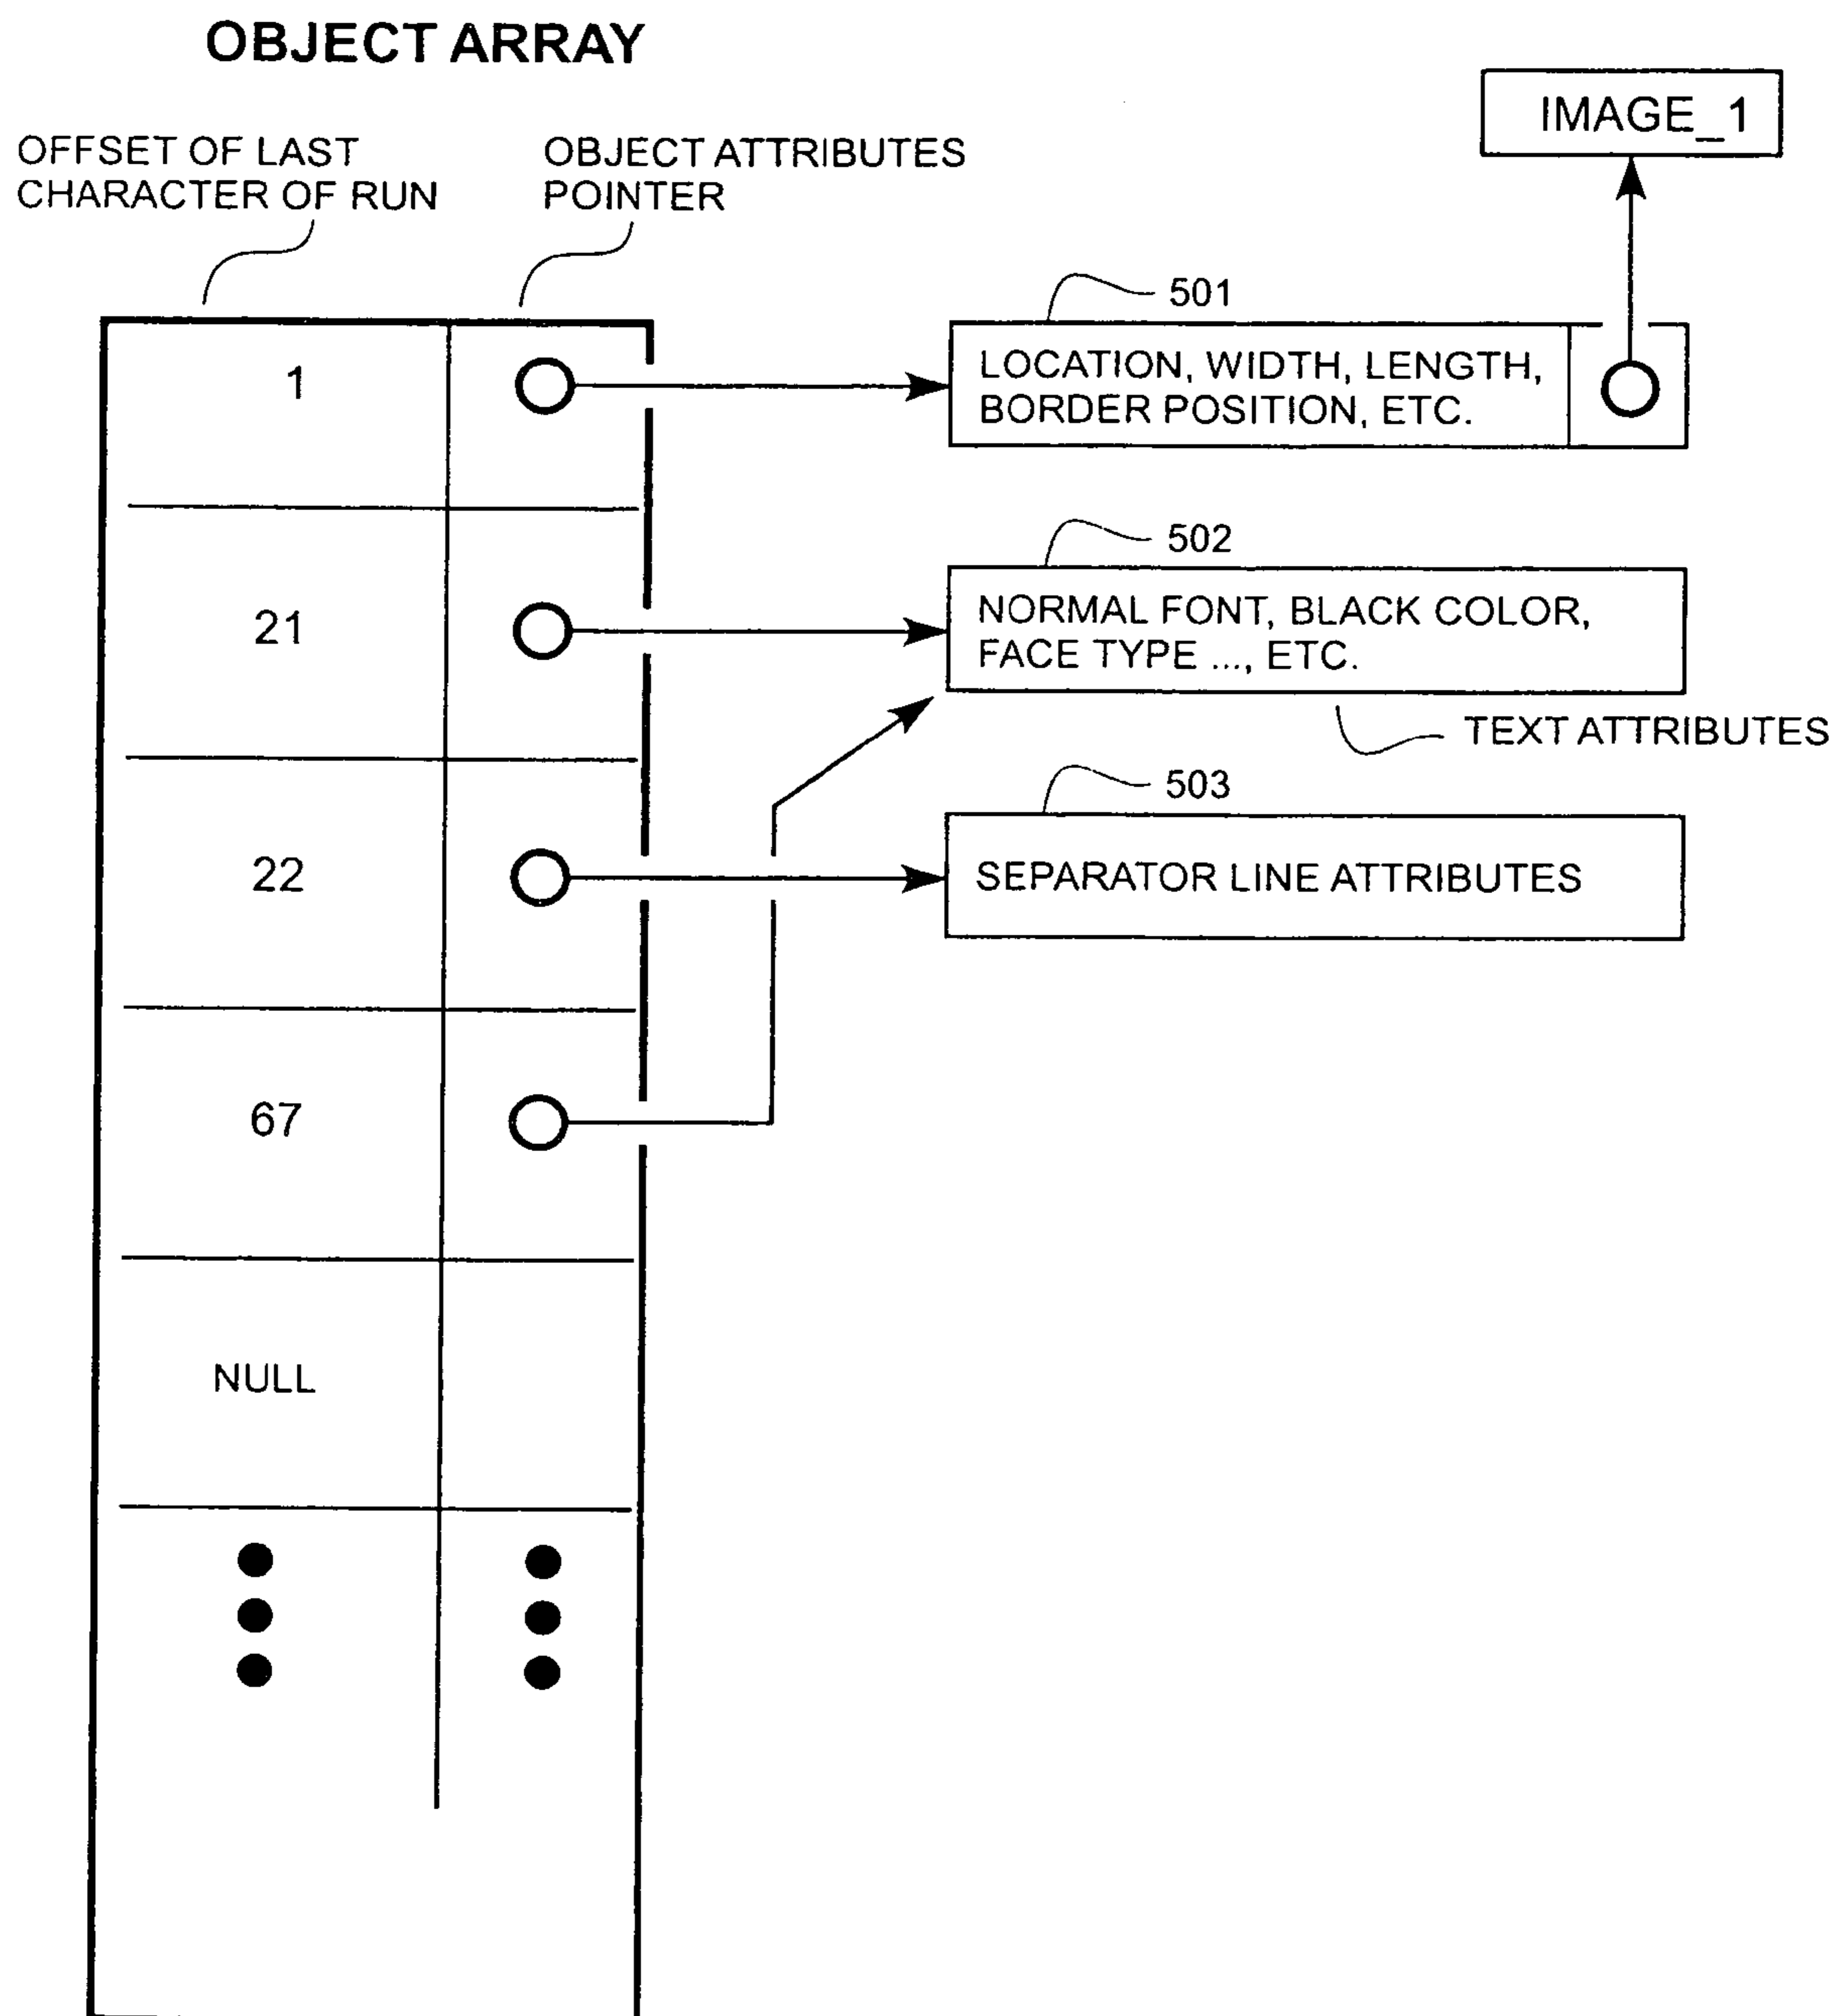 OBJECT ARRAY
IMAGE_1
OFFSET OF LAST
CHARACTER OF RUN
OBJECT ATTRIBUTES
POINTER
501
1
LOCATION, WIDTH, LENGTH,
BORDER POSITION, ETC.
502
21
NORMAL FONT, BLACK COLOR,
FACE TYPE ..., ETC.
TEXT ATTRIBUTES
503
22
SEPARATOR LINE ATTRIBUTES
67
NULL